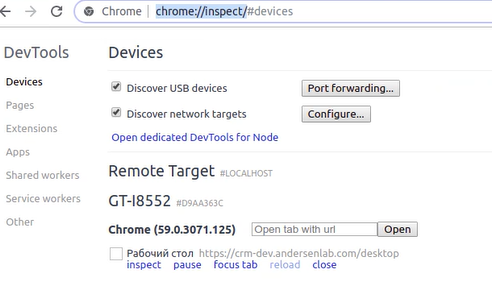 Chrome | chrome://inspect/#devices
DevTools
Devices
Pages
Extensions
Apps
Shared workers
Service workers
Other
Devices
Discover USB devices
Port forwarding...
Discover network targets
Configure...
Open dedicated DevTools for Node
Remote Target #LOCALHOST
GT-I8552 #D9AA363C
Chrome (59.0.3071.125)
Open tab with url
Open
Рабочий стол https://crm-dev.andersenlab.com/desktop
inspect pause focus tab reload close